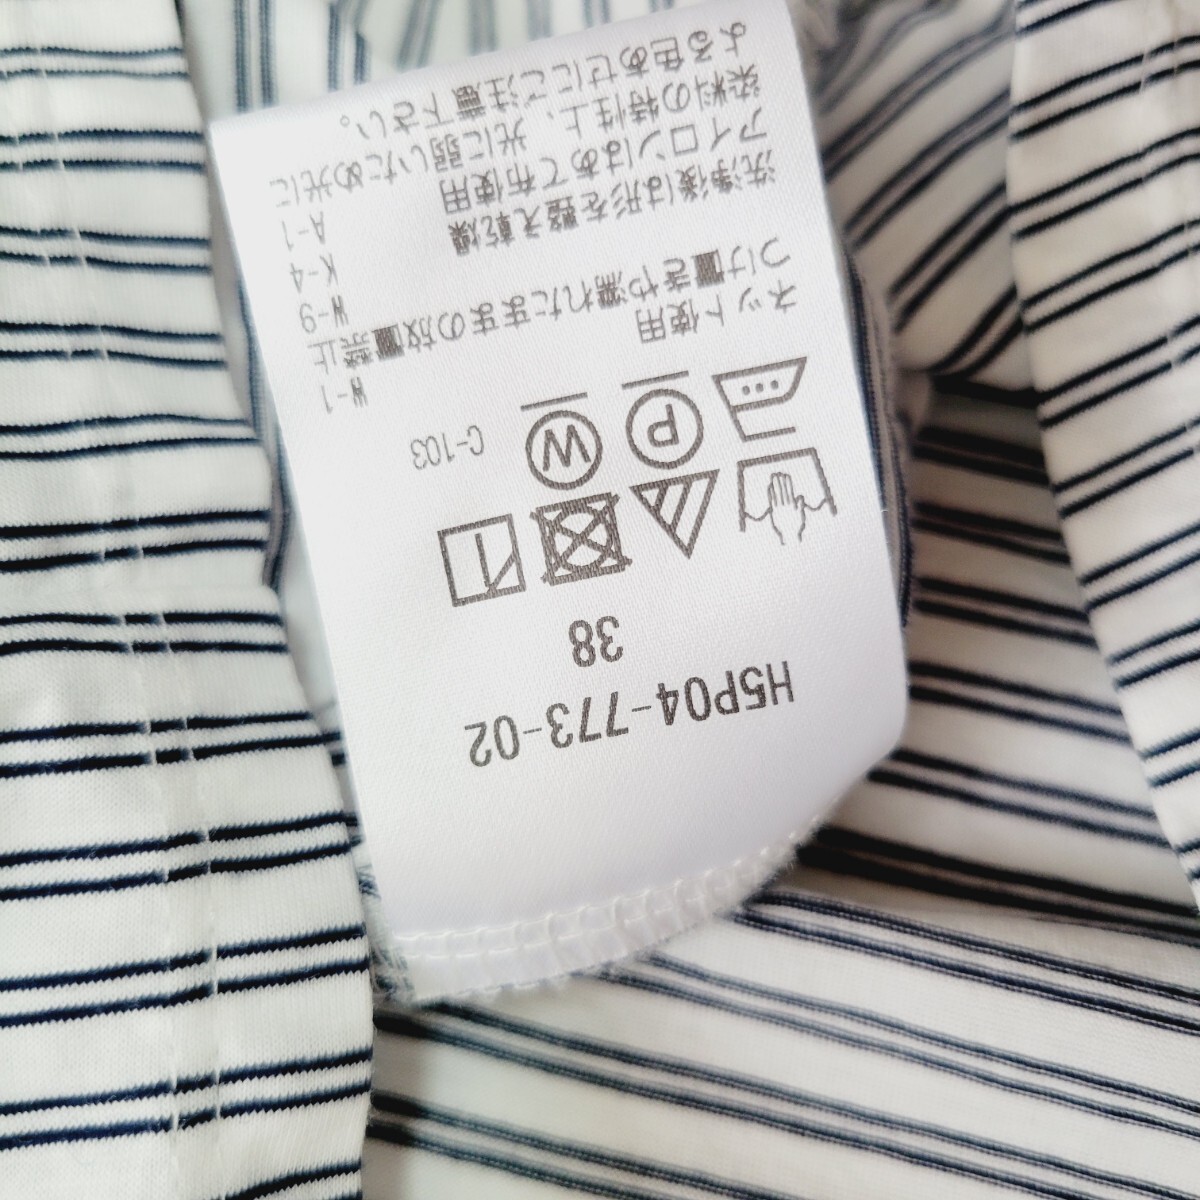 H5P04-773-02
38
P W C-103
ネット使用 W-1
つけ置きや濡れたままの放置禁止
W-9
洗浄後は形を整え乾燥 K-4
アイロンはあて布使用 A-1
染料の特性上、光に弱いため光に
よる色あせにご注意下さい。